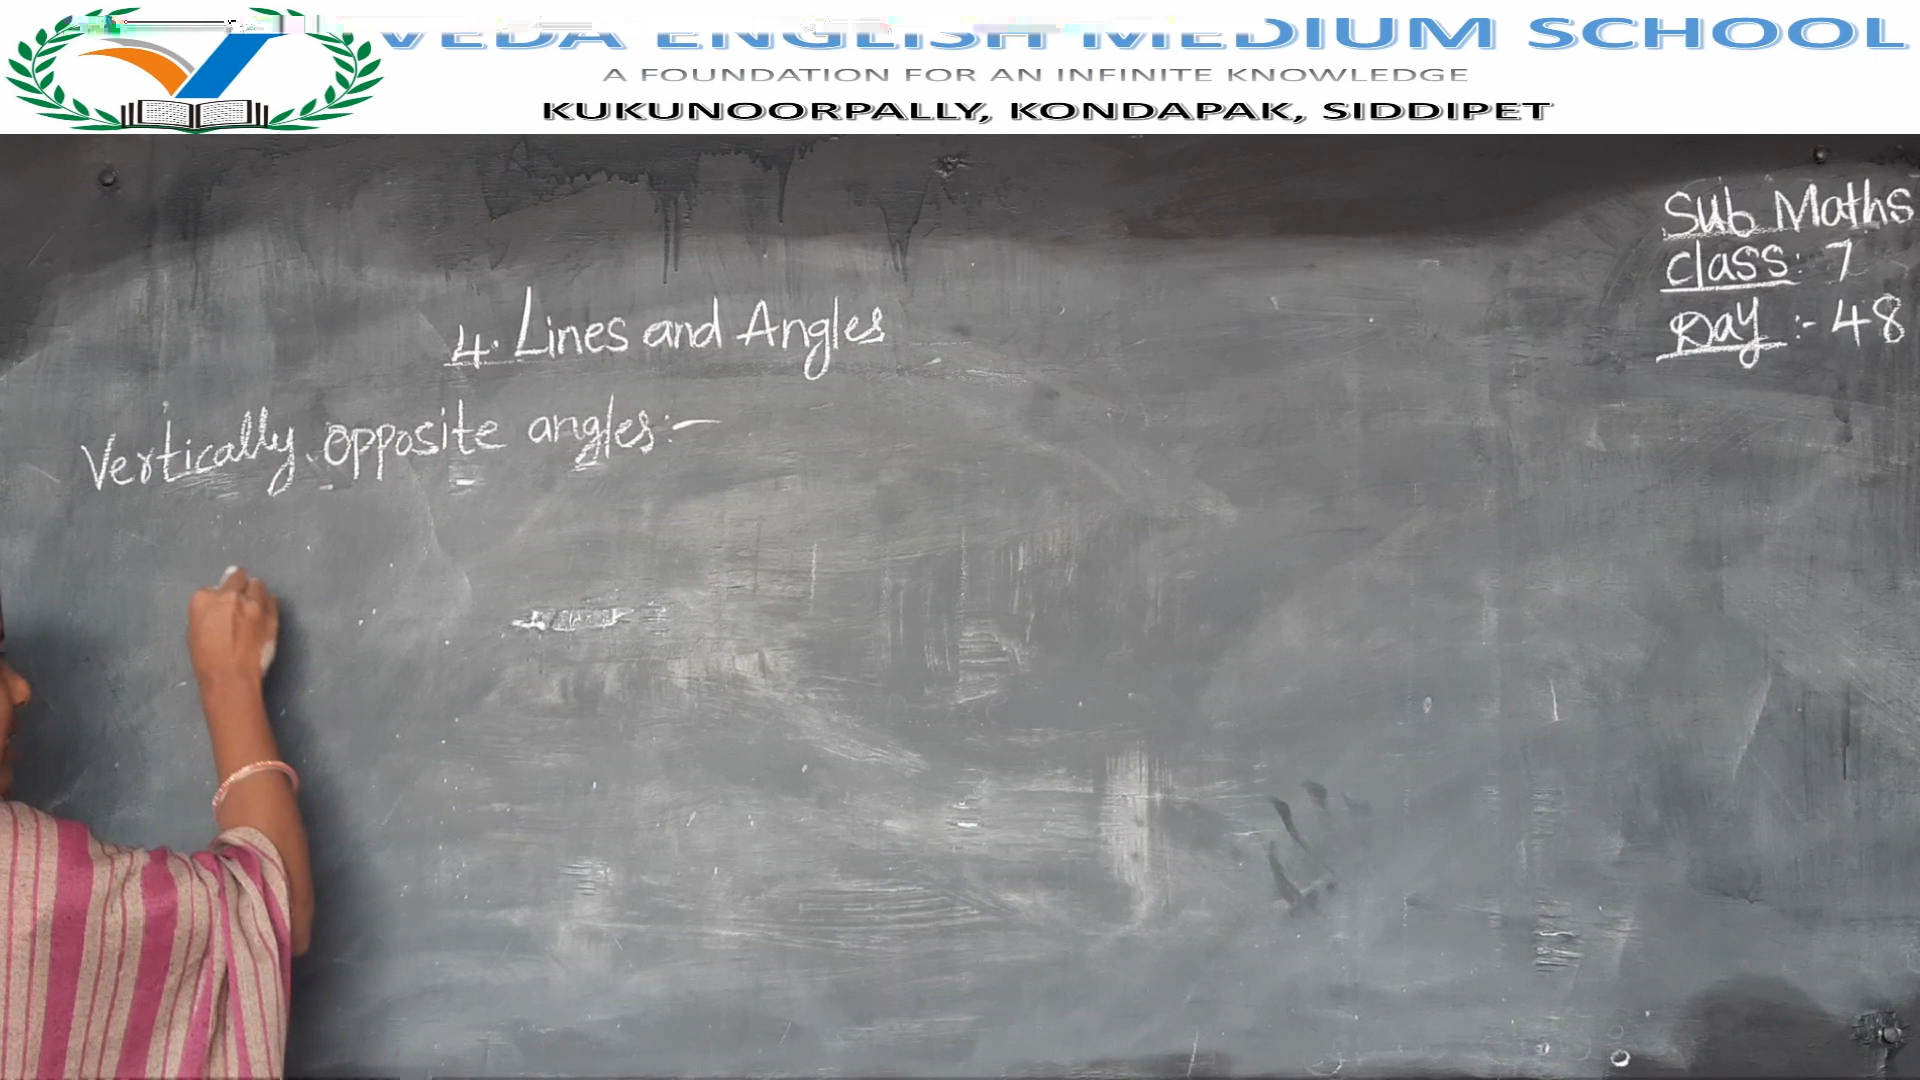 VEDA ENGLISH MEDIUM SCHOOL
A FOUNDATION FOR AN INFINITE KNOWLEDGE
KUKUNOORPALLY, KONDAPAK, SIDDIPET
Sub Maths
Class: 7
Day :- 48
4. Lines and Angles
Vertically opposite angles:-